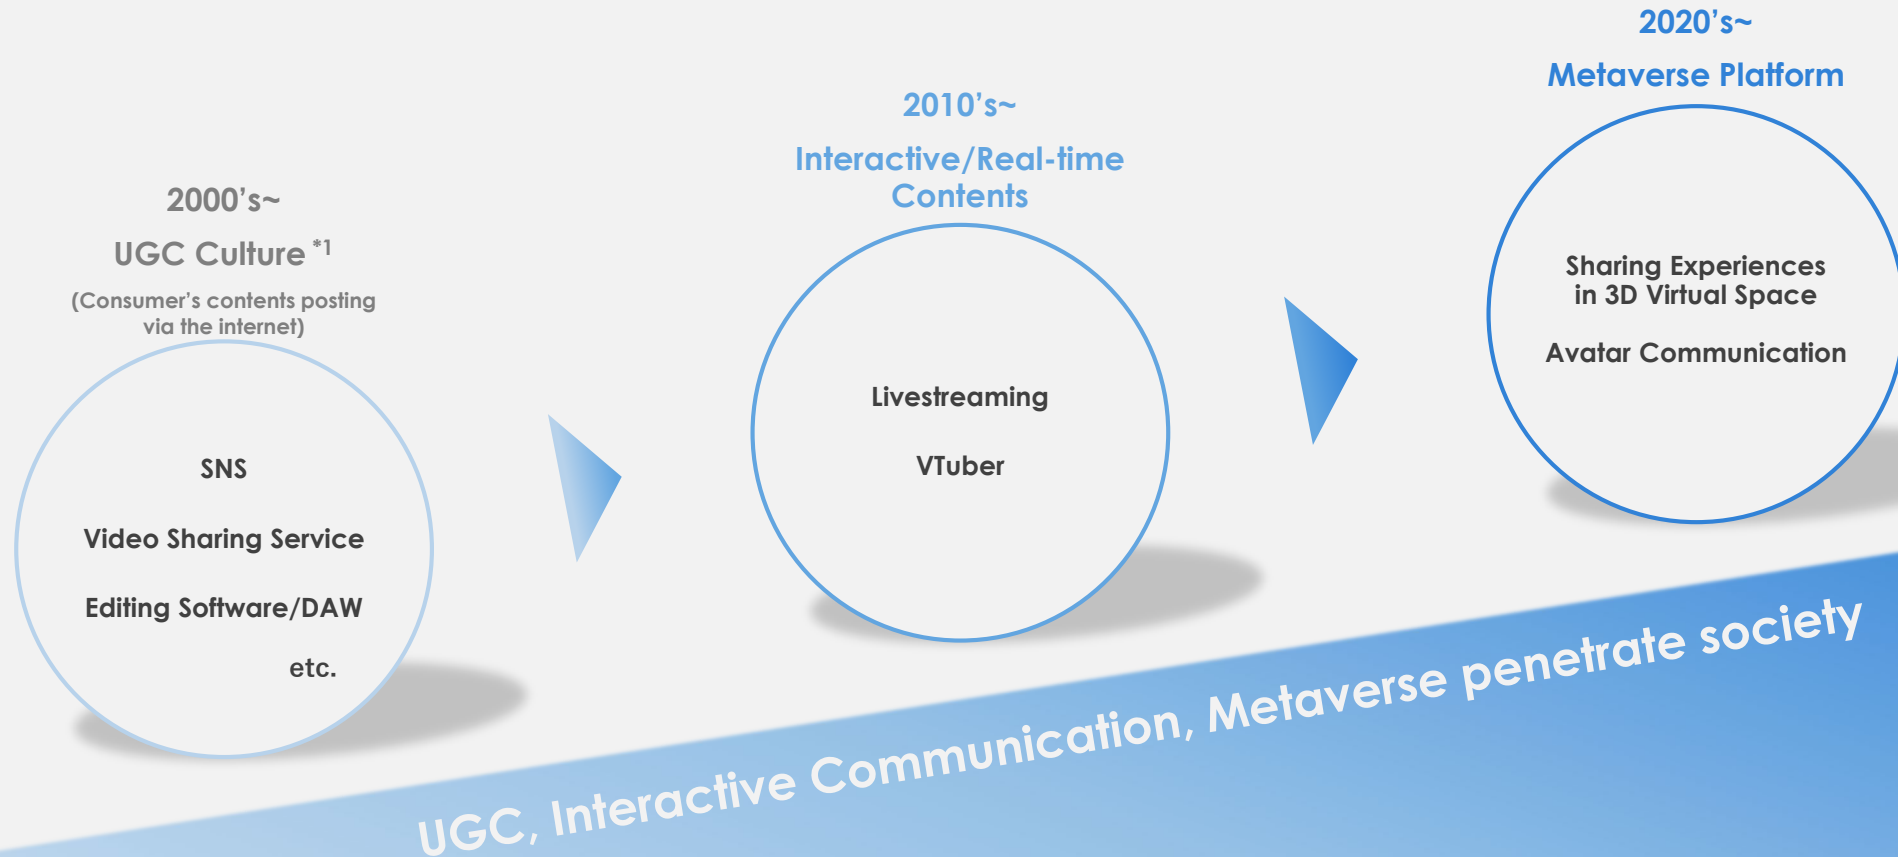 2000's~
UGC Culture *1
(Consumer's contents posting
via the internet)
SNS
Video Sharing Service
Editing Software/DAW
etc.
2010's~
Interactive/Real-time
Contents
Livestreaming
VTuber
2020's~
Metaverse Platform
Sharing Experiences
in 3D Virtual Space
Avatar Communication
UGC, Interactive Communication, Metaverse penetrate society